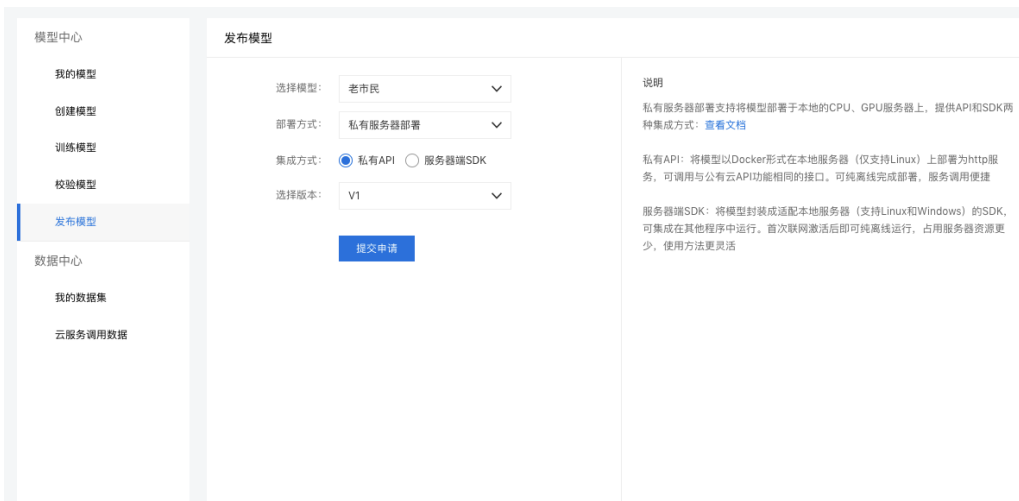 模型中心
我的模型
创建模型
训练模型
校验模型
发布模型
数据中心
我的数据集
云服务调用数据
发布模型
选择模型： 老市民
部署方式： 私有服务器部署
集成方式： 私有API 服务器端SDK
选择版本： V1
提交申请
说明
私有服务器部署支持将模型部署于本地的CPU、GPU服务器上，提供API和SDK两
种集成方式：查看文档
私有API：将模型以Docker形式在本地服务器（仅支持Linux）上部署为http服
务，可调用与公有云API功能相同的接口。可纯离线完成部署，服务调用便捷
服务器端SDK：将模型封装成适配本地服务器（支持Linux和Windows）的SDK，
可集成在其他程序中运行。首次联网激活后即可纯离线运行，占用服务器资源更
少，使用方法更灵活